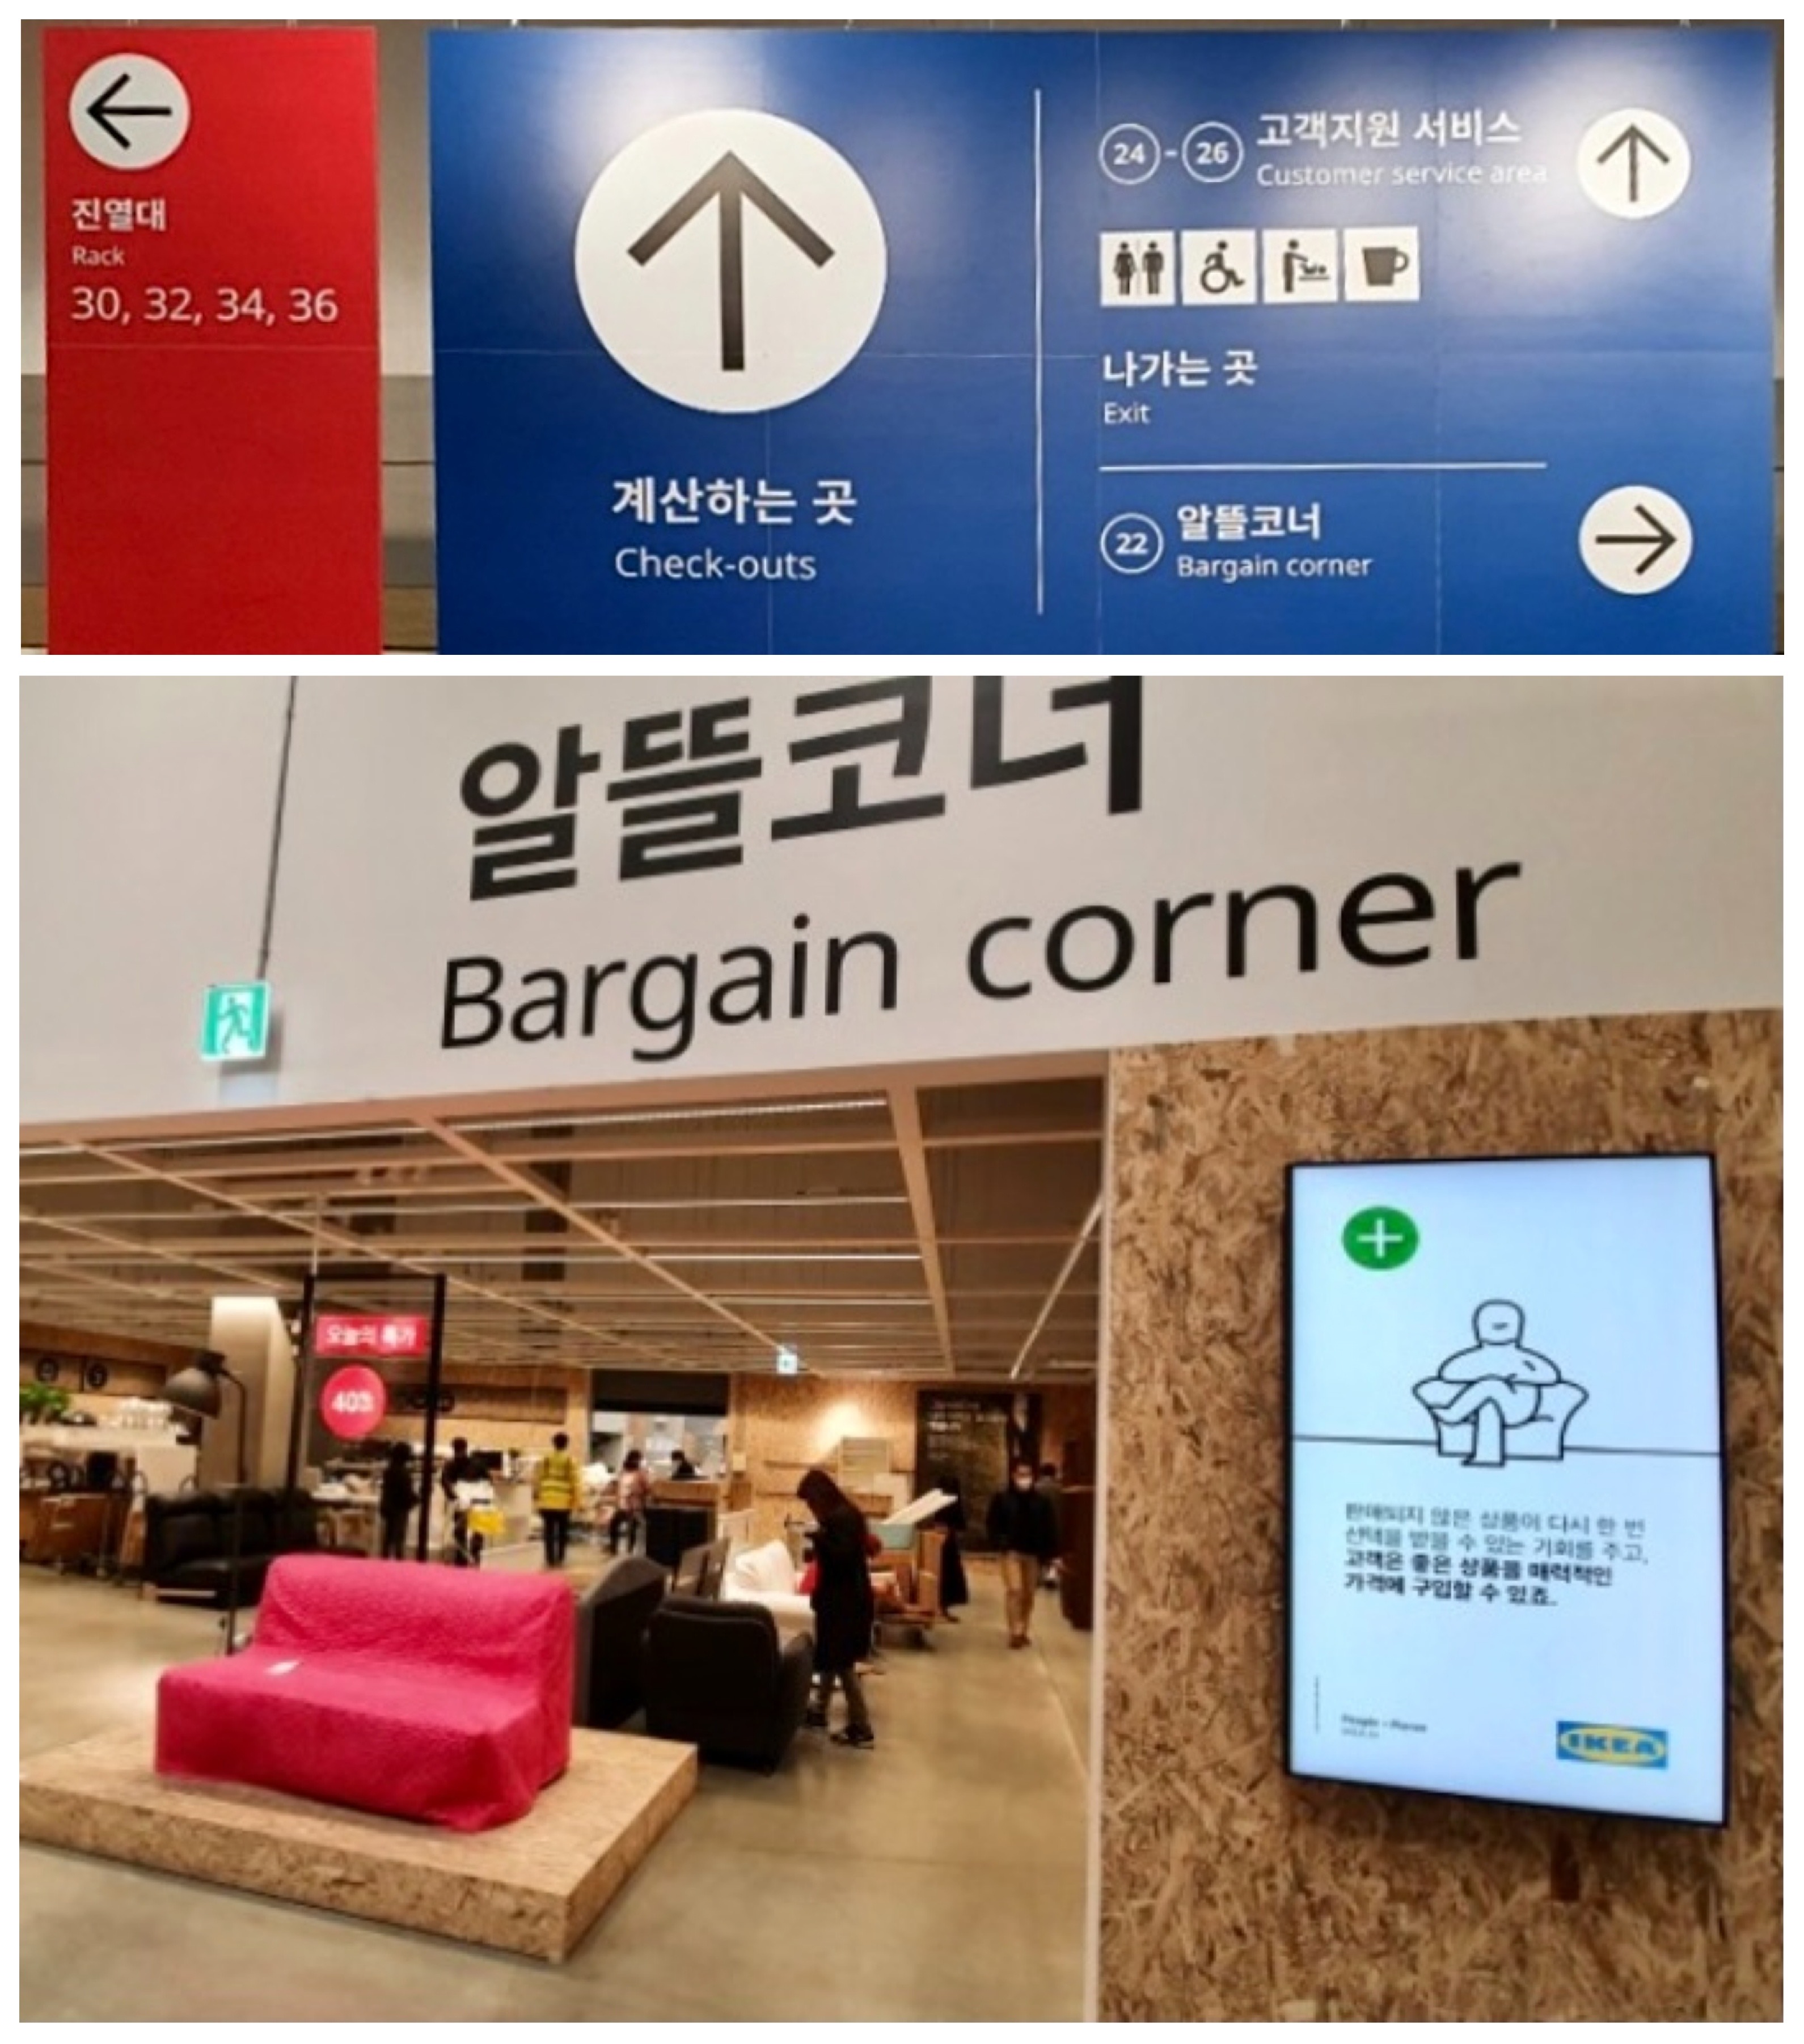 진열대
Rack
30, 32, 34, 36
계산하는 곳
Check-outs
24 - 26 고객지원 서비스
Customer service area
나가는 곳
Exit
22 알뜰코너
Bargain corner
알뜰코너
Bargain corner
오늘의 특가
판매되지 않은 상품이 다시 한 번
선택을 받을 수 있는 기회를 주고,
고객은 좋은 상품을 매력적인
가격에 구입할 수 있죠.
IKEA